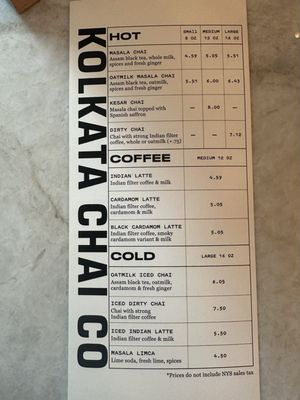 KOLKATA CHAI CO
HOT
SMALL 8 OZ MEDIUM 12 OZ LARGE 16 OZ
MASALA CHAI
Assam black tea, whole milk,
spices and fresh ginger
4.59 5.05 5.51
OATMILK MASALA CHAI
Assam black tea, oatmilk,
spices and fresh ginger
5.37 6.00 6.43
KESAR CHAI
Masala chai topped with
Spanish saffron
— 8.00 —
DIRTY CHAI
Chai with strong Indian filter
coffee, whole or oatmilk (+.75)
— — 7.12
COFFEE
MEDIUM 12 OZ
INDIAN LATTE
Indian filter coffee & milk
4.59
CARDAMOM LATTE
Indian filter coffee,
cardamom & milk
5.05
BLACK CARDAMOM LATTE
Indian filter coffee, smoky
cardamom variant & milk
5.05
COLD
LARGE 16 OZ
OATMILK ICED CHAI
Assam black tea, oatmilk,
cardamom & fresh ginger
6.05
ICED DIRTY CHAI
Chai with strong
Indian filter coffee
7.50
ICED INDIAN LATTE
Indian filter coffee & milk
5.50
MASALA LIMCA
Lime soda, fresh lime, spices
4.50
*Prices do not include NYS sales tax